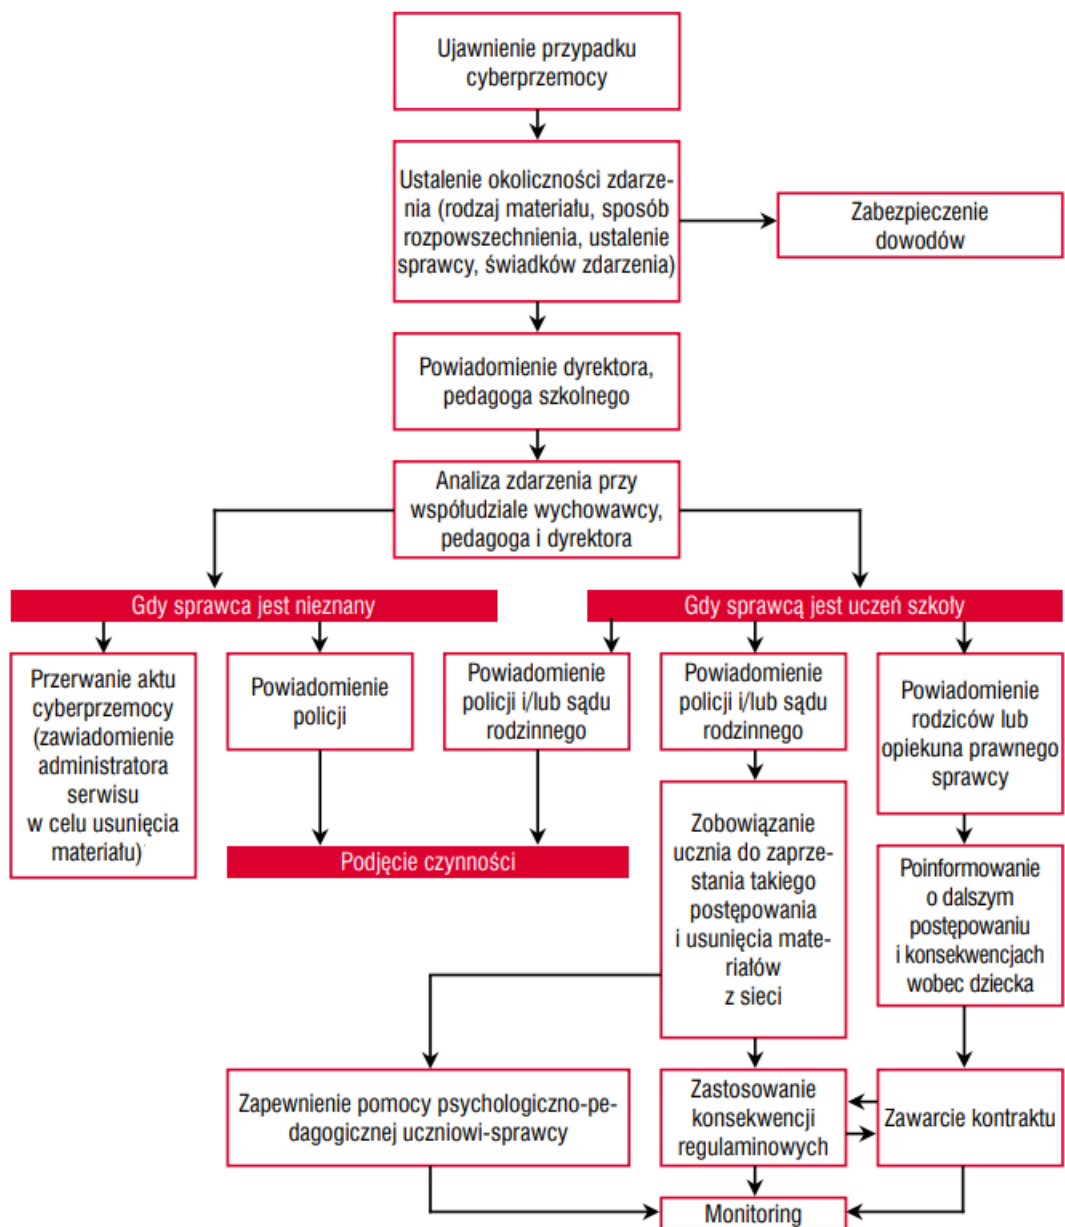 Ujawnienie przypadku
cyberprzemocy
Ustalenie okoliczności zdarze-
nia (rodzaj materiału, sposób
rozpowszechnienia, ustalenie
sprawcy, świadków zdarzenia)
Zabezpieczenie
dowodów
Powiadomienie dyrektora,
pedagoga szkolnego
Analiza zdarzenia przy
współudziale wychowawcy,
pedagoga i dyrektora
Gdy sprawca jest nieznany
Gdy sprawcą jest uczeń szkoły
Przerwanie aktu
cyberprzemocy
(zawiadomienie
administratora
serwisu
w celu usunięcia
materiału)
Powiadomienie
policji
Powiadomienie
policji i/lub sądu
rodzinnego
Powiadomienie
policji i/lub sądu
rodzinnego
Powiadomienie
rodziców lub
opiekuna prawnego
sprawcy
Podjęcie czynności
Zobowiązanie
ucznia do zaprze-
stania takiego
postępowania
i usunięcia mate-
riałów
z sieci
Poinformowanie
o dalszym
postępowaniu
i konsekwencjach
wobec dziecka
Zapewnienie pomocy psychologiczno-pe-
dagogicznej uczniowi-sprawcy
Zastosowanie
konsekwencji
regulaminowych
Zawarcie kontraktu
Monitoring